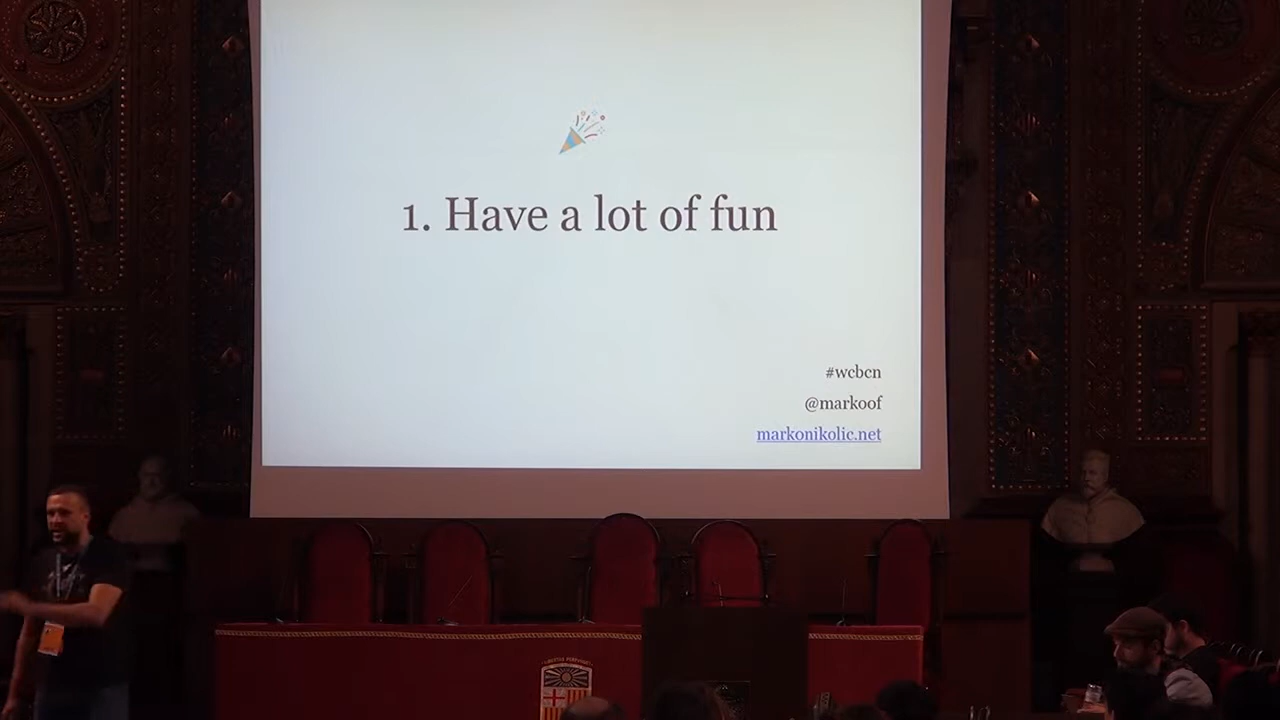 1. Have a lot of fun
#wcbcn
@markoof
markonikolic.net